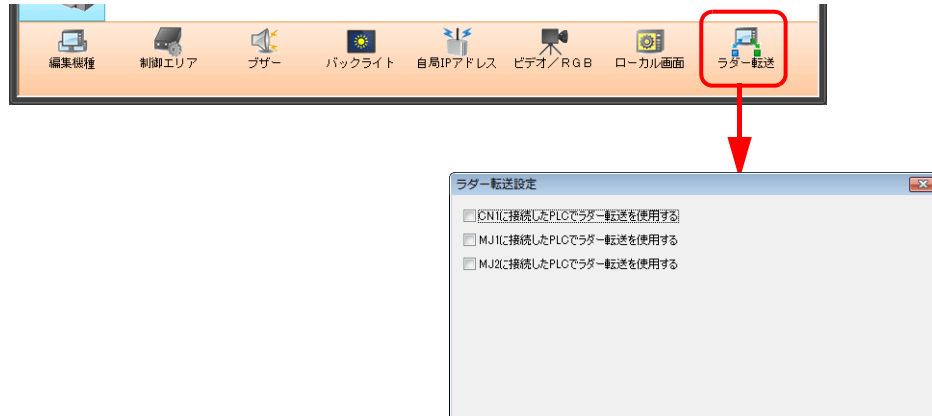 編集機種 制御エリア ブザー バックライト 自局IPアドレス ビデオ/RGB ローカル画面 ラダー転送
ラダー転送設定
CN1に接続したPLCでラダー転送を使用する
MJ1に接続したPLCでラダー転送を使用する
MJ2に接続したPLCでラダー転送を使用する